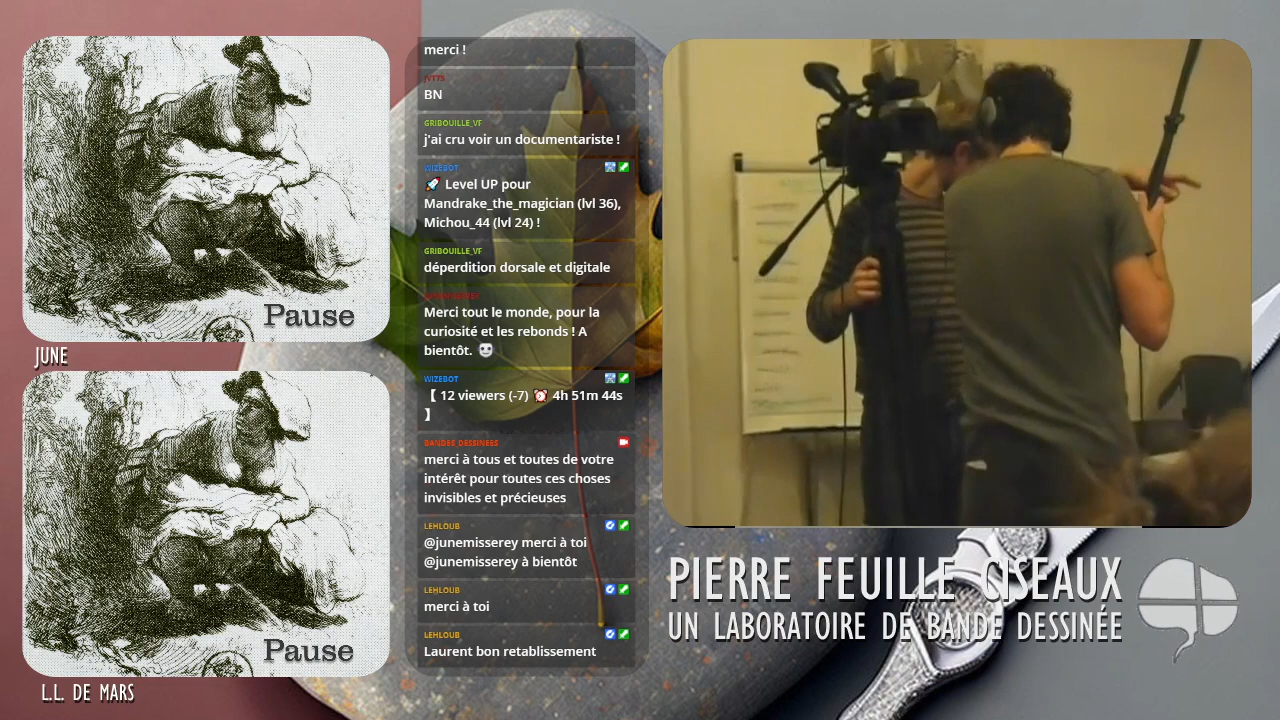 Pause
JUNE
Pause
L.L. DE MARS
merci !
BN
GRIBOUILLE_VF
j'ai cru voir un documentariste !
WIZEBOT
🚀 Level UP pour
Mandrake_the_magician (lvl 36),
Michou_44 (lvl 24) !
GRIBOUILLE_VF
déperdition dorsale et digitale
Merci tout le monde, pour la
curiosité et les rebonds ! A
bientôt.
WIZEBOT
【 12 viewers (-7) ⏰ 4h 51m 44s
】
BANDES_DESSINEES
merci à tous et toutes de votre
intérêt pour toutes ces choses
invisibles et précieuses
LEHLOUB
@junemisserey merci à toi
@junemisserey à bientôt
LEHLOUB
merci à toi
LEHLOUB
Laurent bon retablissement
PIERRE FEUILLE CISEAUX
UN LABORATOIRE DE BANDE DESSINÉE